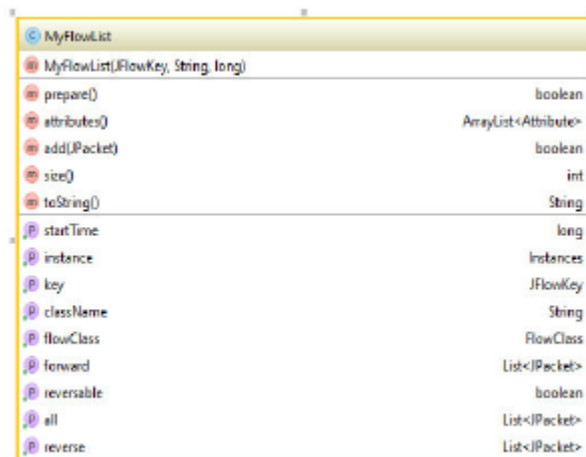 MyFlowList
MyFlowList(JFlowKey, String, long)
prepare() boolean
attributes() ArrayList<Attribute>
add(JPacket) boolean
size() int
toString() String
startTime long
instance Instances
key JFlowKey
className String
flowClass FlowClass
forward List<JPacket>
reversable boolean
all List<JPacket>
reverse List<JPacket>